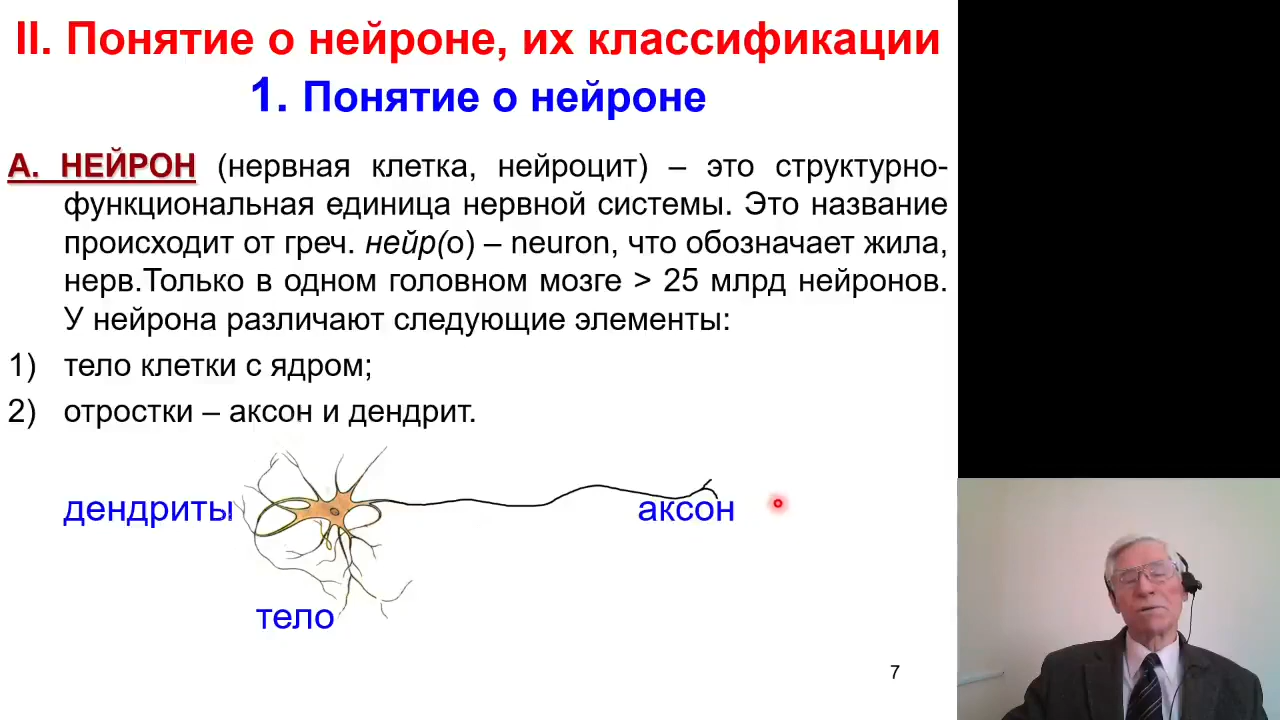 II. Понятие о нейроне, их классификации
1. Понятие о нейроне
А. НЕЙРОН (нервная клетка, нейроцит) – это структурно-
функциональная единица нервной системы. Это название
происходит от греч. нейр(о) – neuron, что обозначает жила,
нерв.Только в одном головном мозге > 25 млрд нейронов.
У нейрона различают следующие элементы:
1) тело клетки с ядром;
2) отростки – аксон и дендрит.
дендриты
аксон
тело
7